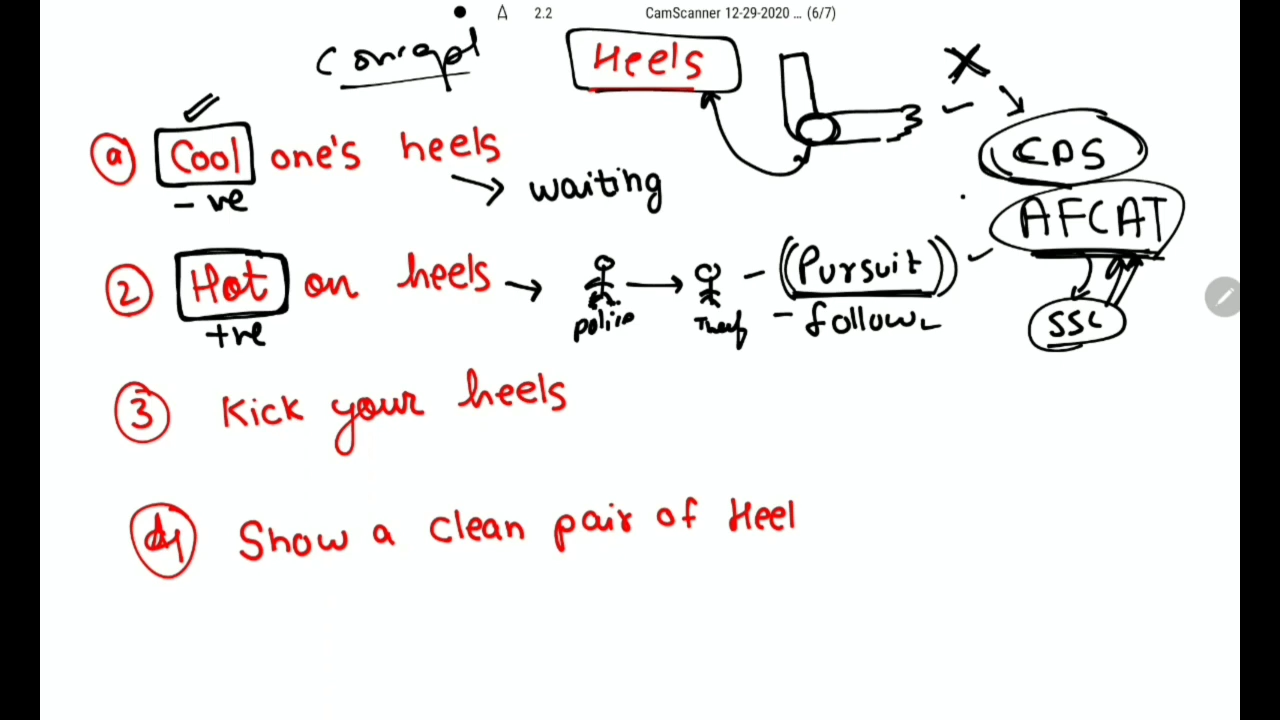 A 2.2 CamScanner 12-29-2020 ... (6/7)
Concept Heels
CDS
a Cool one's heels
- ve
→ waiting
AFCAT
2 Hot on heels → → - ((Pursuit))
+ve
police Theef - follow
SSC
3 Kick your heels
4 Show a clean pair of Heel